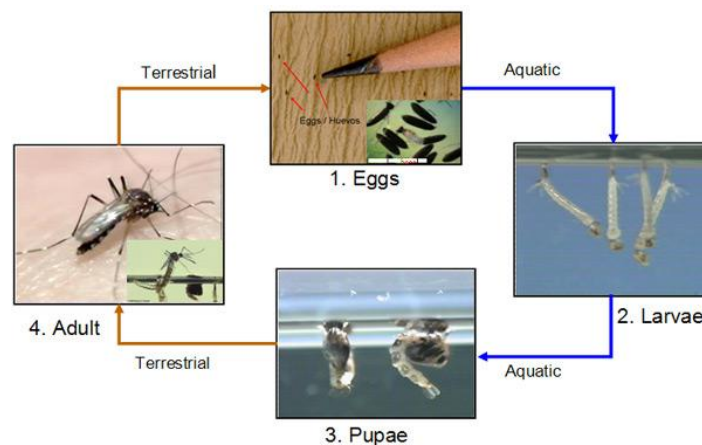 Terrestrial
Aquatic
Eggs / Huevos
1. Eggs
4. Adult
2. Larvae
Terrestrial
Aquatic
3. Pupae